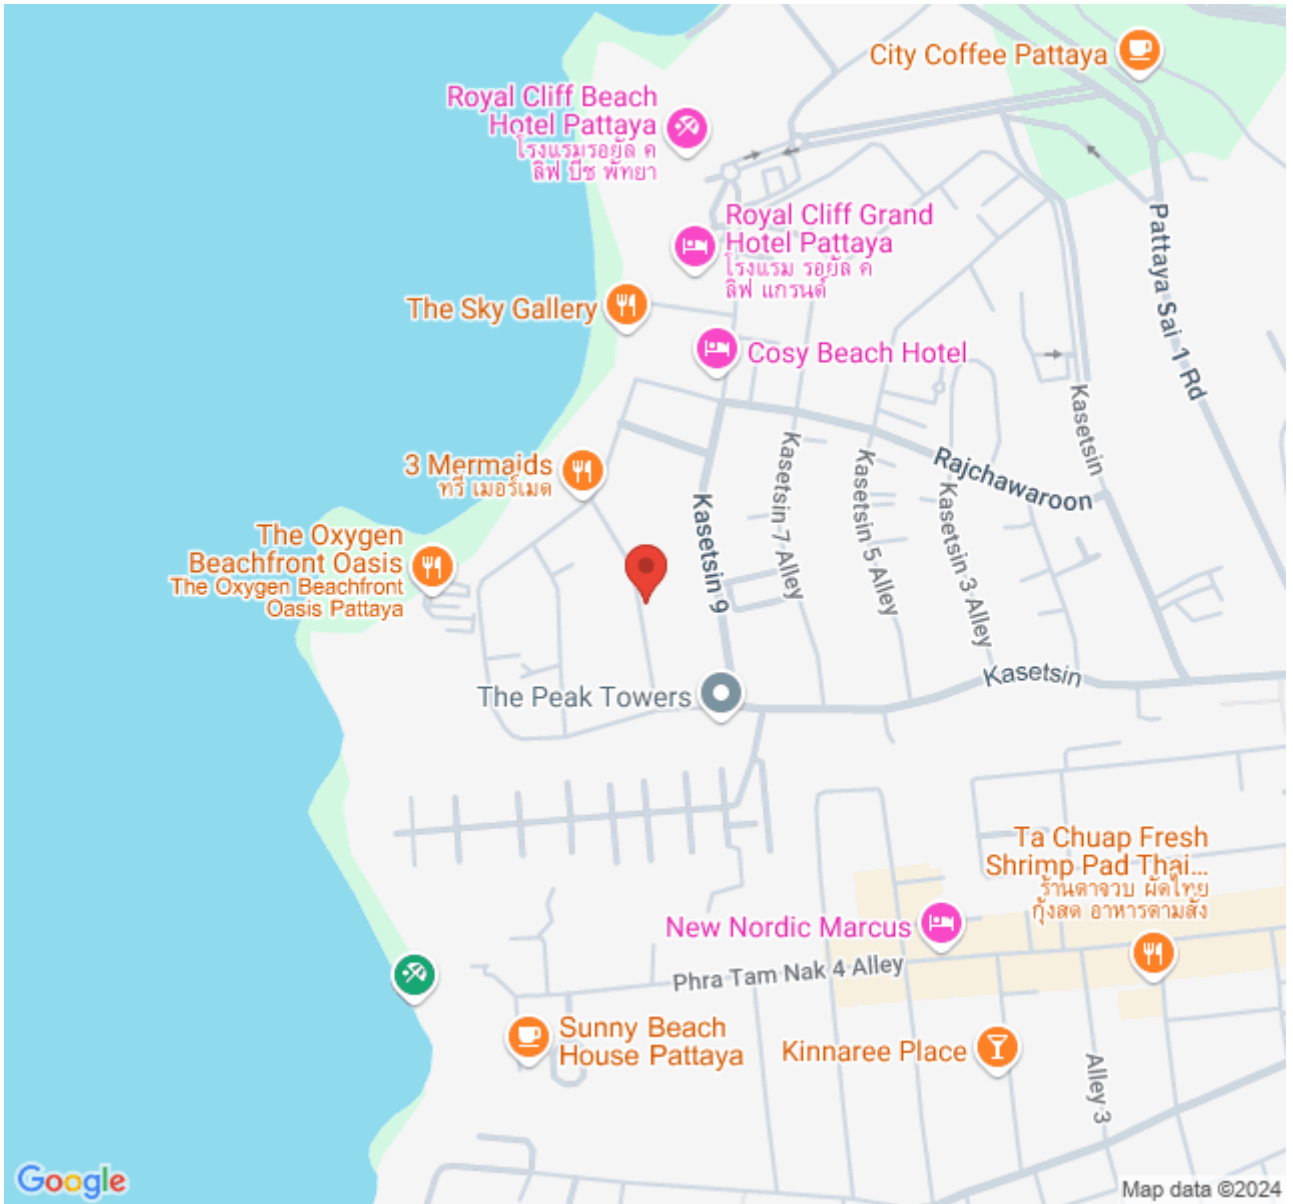 City Coffee Pattaya
Royal Cliff Beach
Hotel Pattaya
โรงแรมรอยัล ค
ลิฟ บีช พัทยา
Royal Cliff Grand
Hotel Pattaya
โรงแรม รอยัล ค
ลิฟ แกรนด์
Pattaya Sai 1 Rd
The Sky Gallery
Cosy Beach Hotel
Kasetsin
3 Mermaids
ทรี เมอร์เมด
Rajchawaroon
Kasetsin 9
Kasetsin 7 Alley
Kasetsin 5 Alley
Kasetsin 3 Alley
The Oxygen
Beachfront Oasis
The Oxygen Beachfront
Oasis Pattaya
Kasetsin
The Peak Towers
Ta Chuap Fresh
Shrimp Pad Thai...
ร้านตาจวบ ผัดไทย
กุ้งสด อาหารตามสั่ง
New Nordic Marcus
Phra Tam Nak 4 Alley
Sunny Beach
House Pattaya
Kinnaree Place
Alley 3
Google
Map data ©2024